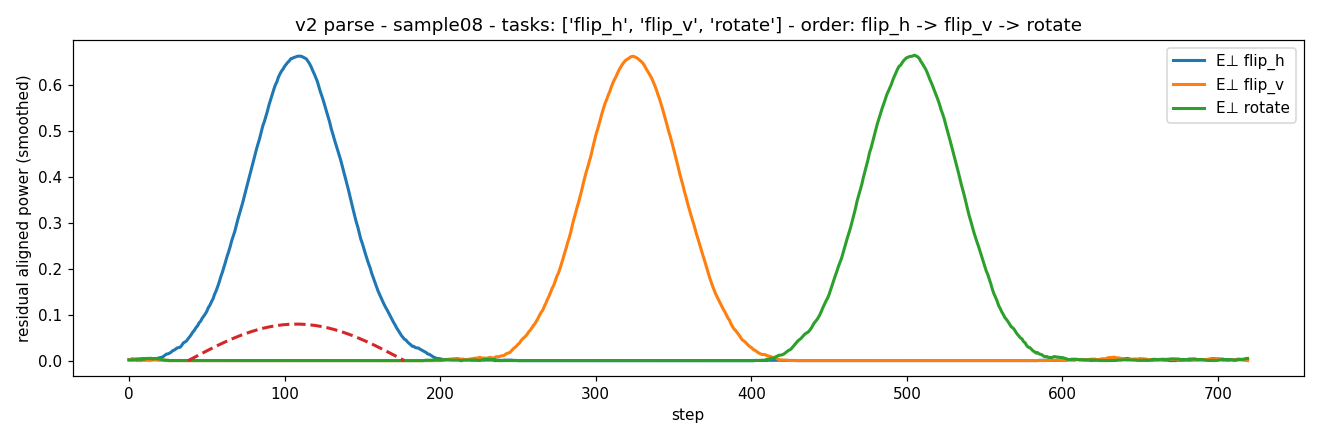 v2 parse - sample08 - tasks: ['flip_h', 'flip_v', 'rotate'] - order: flip_h -> flip_v -> rotate
residual aligned power (smoothed)
0.6
0.5
0.4
0.3
0.2
0.1
0.0
E⊥ flip_h
E⊥ flip_v
E⊥ rotate
0 100 200 300 400 500 600 700
step